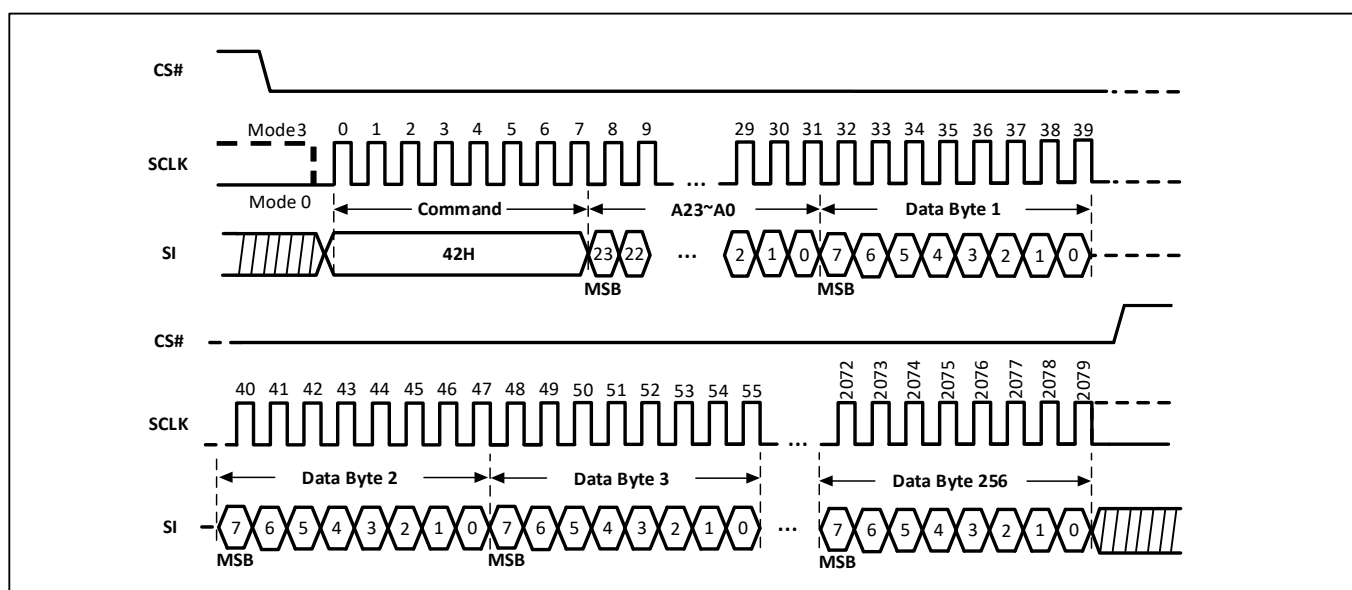 CS#
Mode3 0 1 2 3 4 5 6 7 8 9 29 30 31 32 33 34 35 36 37 38 39
SCLK ...
Mode 0 Command A23~A0 Data Byte 1
SI 42H 23 22 ... 2 1 0 7 6 5 4 3 2 1 0
MSB MSB
CS#
40 41 42 43 44 45 46 47 48 49 50 51 52 53 54 55 2072 2073 2074 2075 2076 2077 2078 2079
SCLK ...
Data Byte 2 Data Byte 3 Data Byte 256
SI 7 6 5 4 3 2 1 0 7 6 5 4 3 2 1 0 ... 7 6 5 4 3 2 1 0
MSB MSB MSB